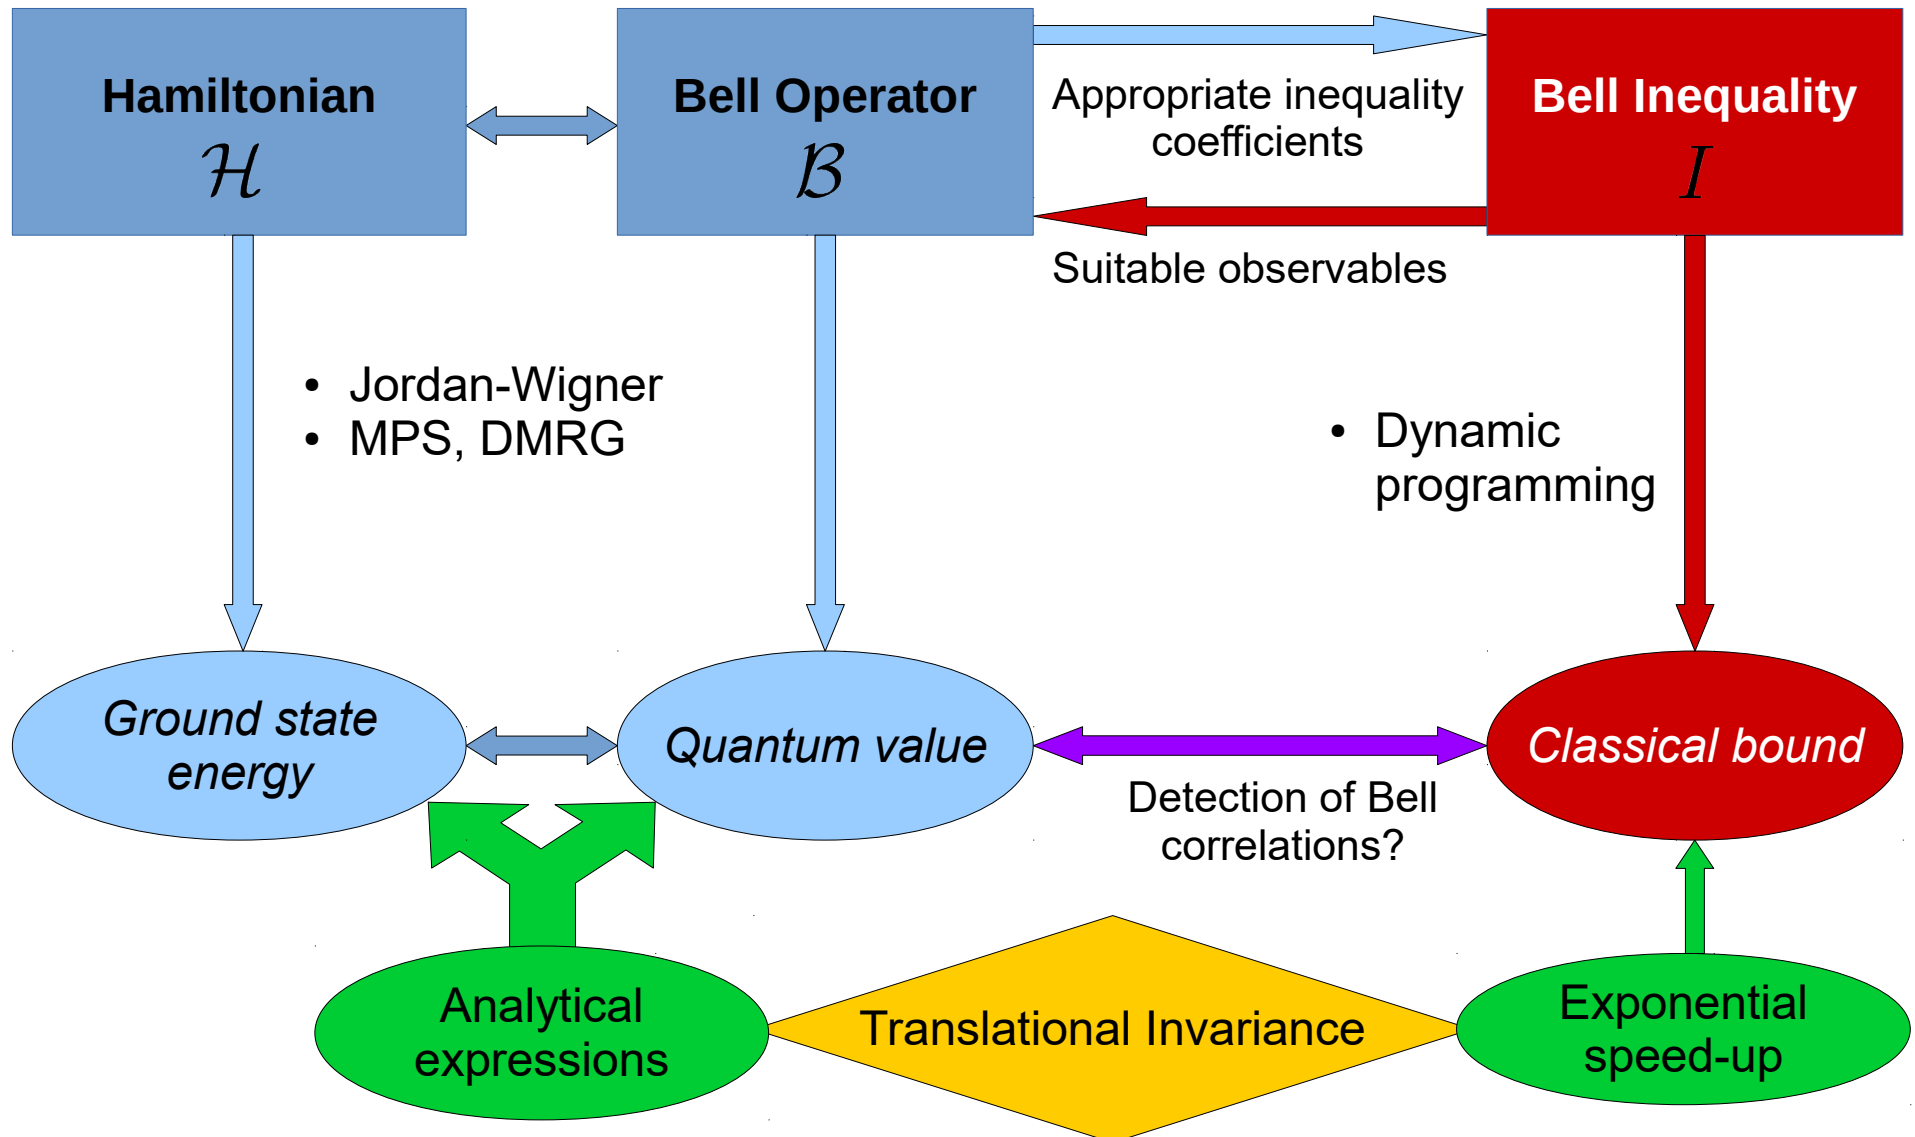 Hamiltonian
ℋ
Bell Operator
ℬ
Appropriate inequality
coefficients
Bell Inequality
I
Suitable observables
• Jordan-Wigner
• MPS, DMRG
• Dynamic
programming
Ground state
energy
Quantum value
Classical bound
Detection of Bell
correlations?
Analytical
expressions
Translational Invariance
Exponential
speed-up